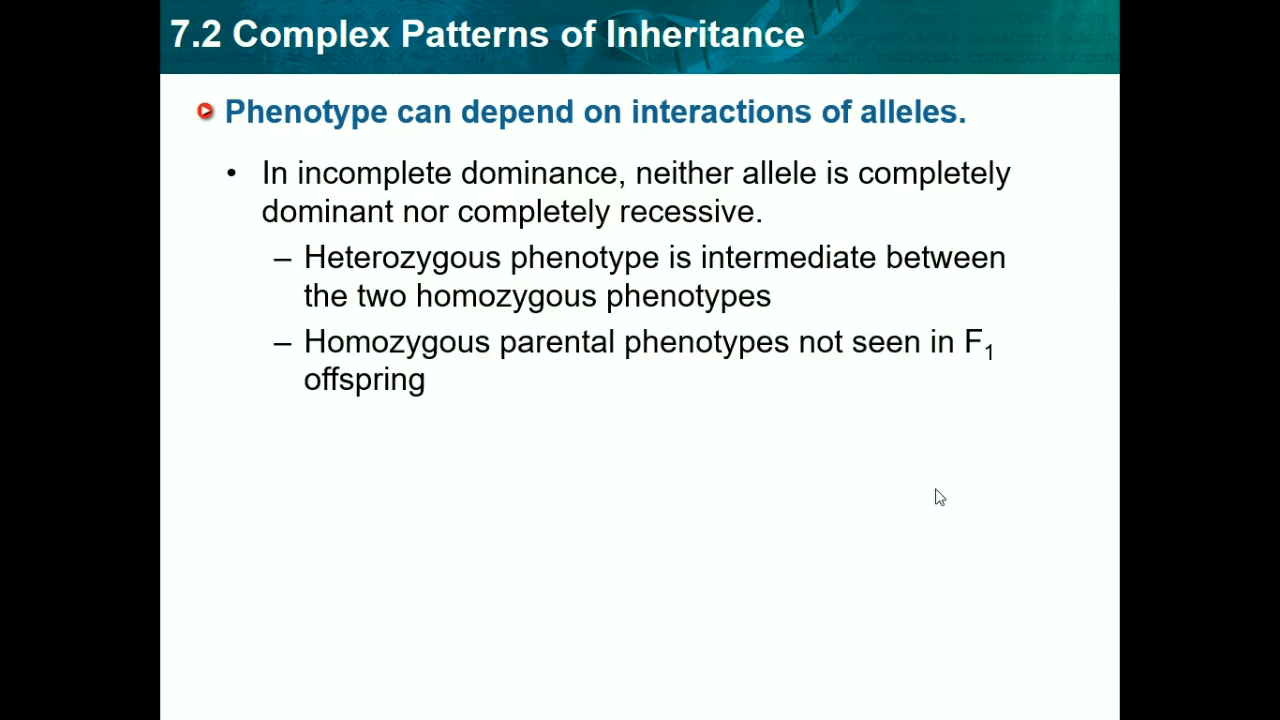 7.2 Complex Patterns of Inheritance
Phenotype can depend on interactions of alleles.
• In incomplete dominance, neither allele is completely
dominant nor completely recessive.
– Heterozygous phenotype is intermediate between
the two homozygous phenotypes
– Homozygous parental phenotypes not seen in F₁
offspring